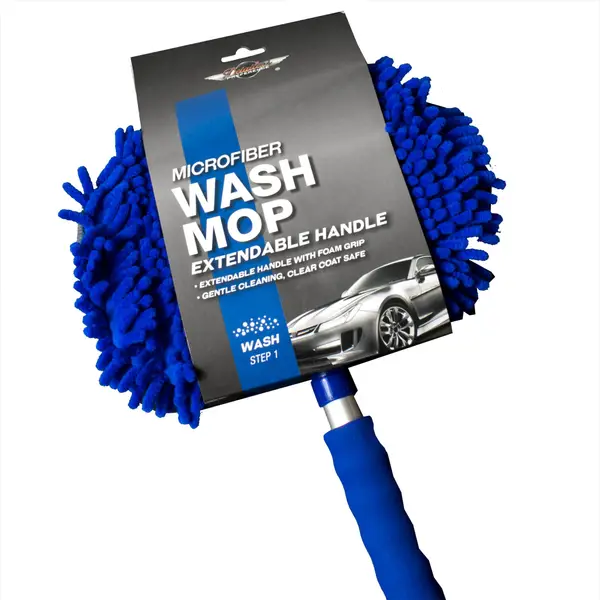 MICROFIBER
WASH
MOP
EXTENDABLE HANDLE
• EXTENDABLE HANDLE WITH FOAM GRIP
• GENTLE CLEANING, CLEAR COAT SAFE
WASH
STEP 1